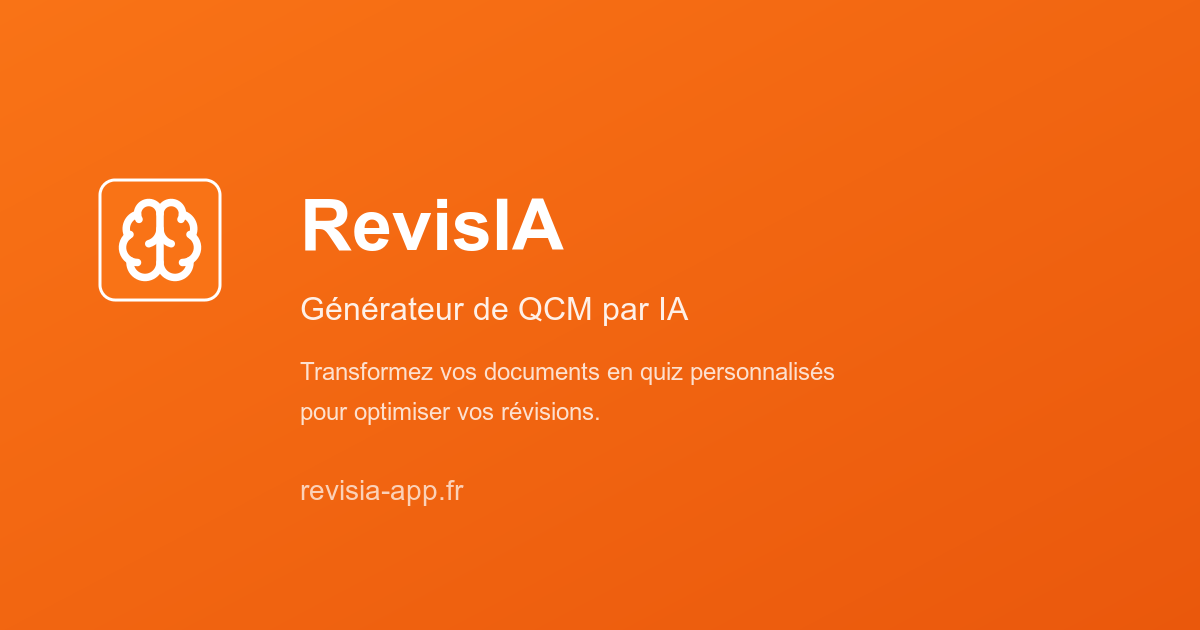 RevisIA
Générateur de QCM par IA
Transformez vos documents en quiz personnalisés
pour optimiser vos révisions.
revisia-app.fr